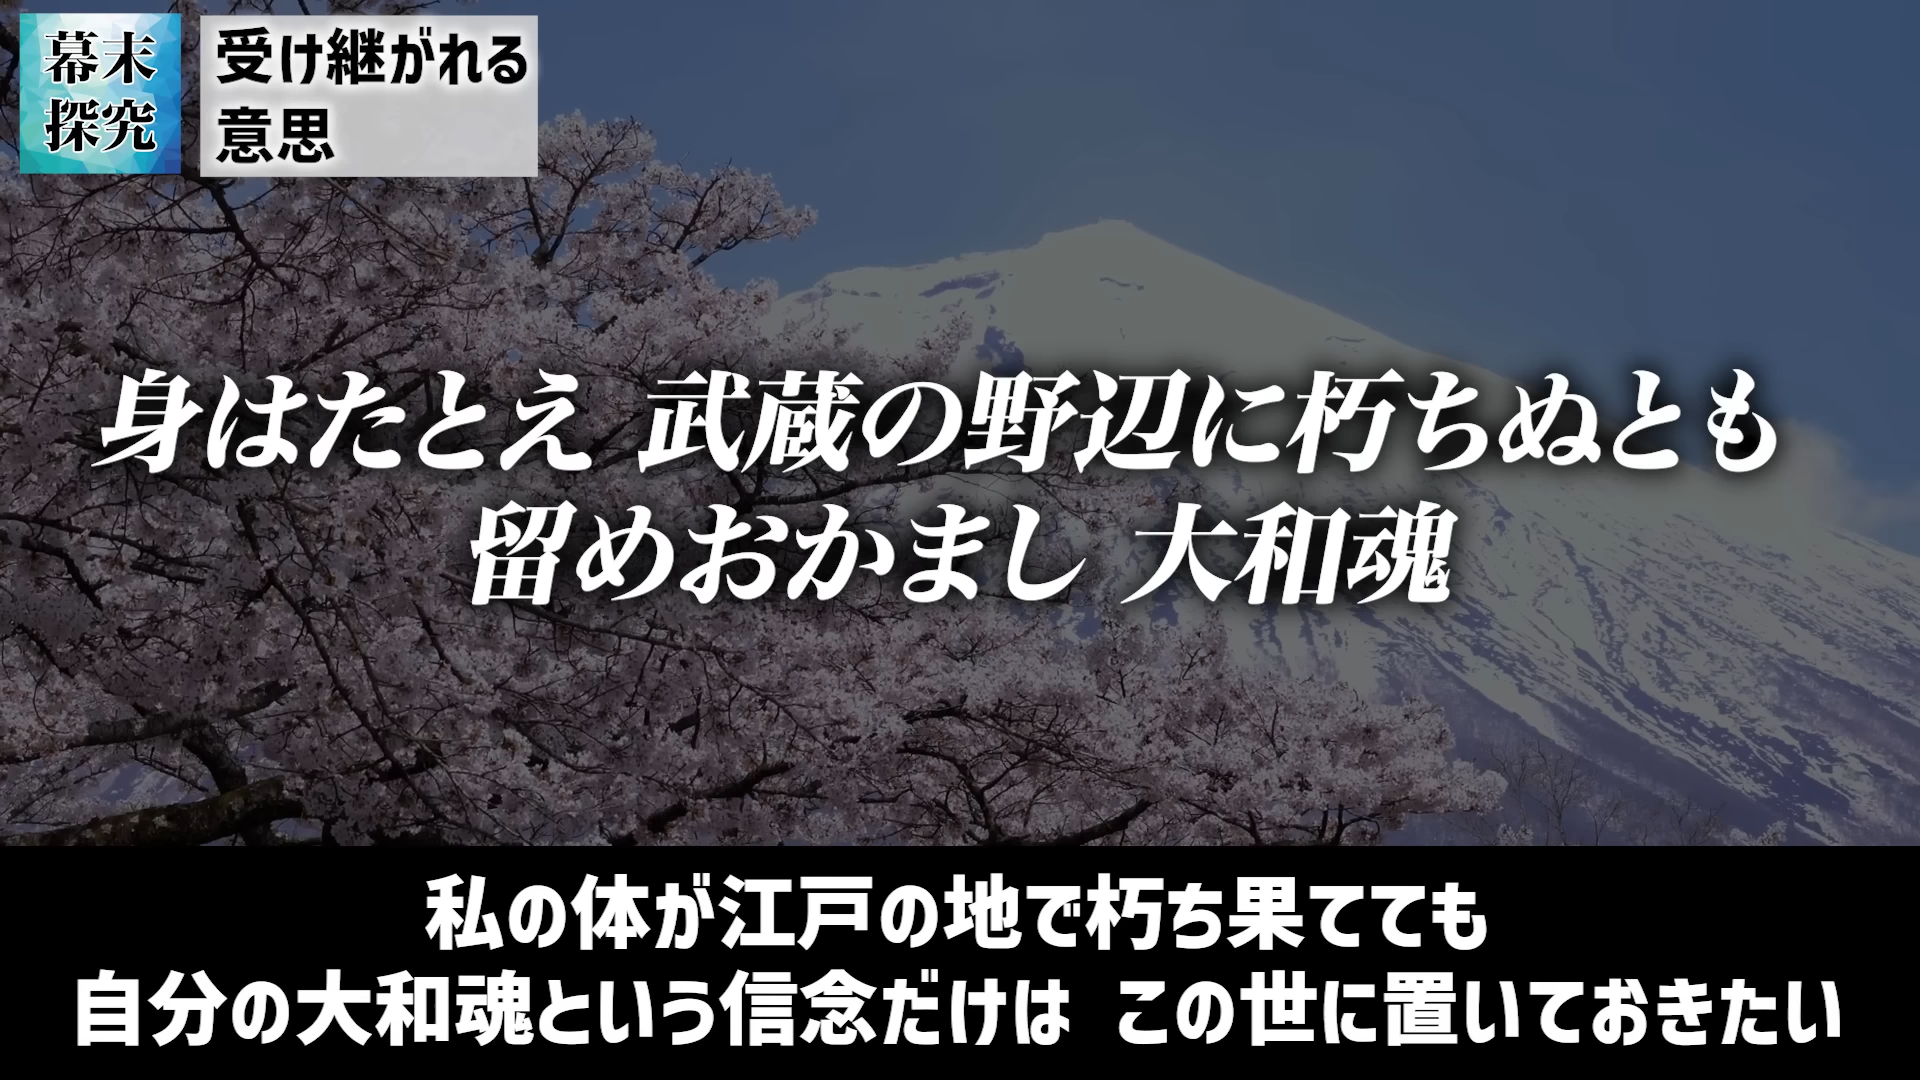 幕末
探究
受け継がれる
意思
身はたとえ 武蔵の野辺に朽ちぬとも
留めおかまし 大和魂
私の体が江戸の地で朽ち果てても
自分の大和魂という信念だけは この世に置いておきたい